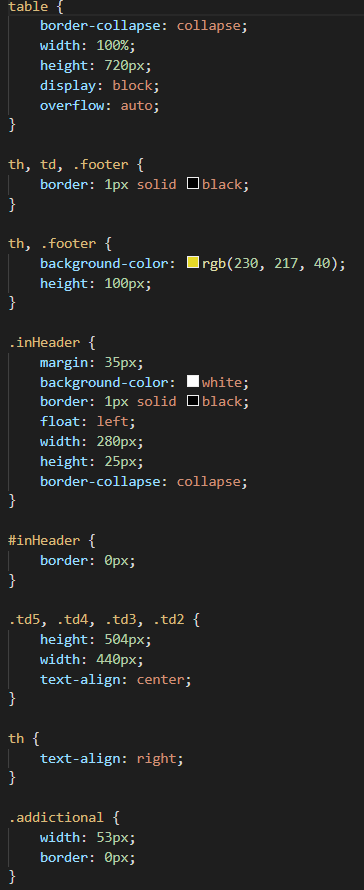 table {
    border-collapse: collapse;
    width: 100%;
    height: 720px;
    display: block;
    overflow: auto;
}

th, td, .footer {
    border: 1px solid black;
}

th, .footer {
    background-color: rgb(230, 217, 40);
    height: 100px;
}

.inHeader {
    margin: 35px;
    background-color: white;
    border: 1px solid black;
    float: left;
    width: 280px;
    height: 25px;
    border-collapse: collapse;
}

#inHeader {
    border: 0px;
}

.td5, .td4, .td3, .td2 {
    height: 504px;
    width: 440px;
    text-align: center;
}

th {
    text-align: right;
}

.addictional {
    width: 53px;
    border: 0px;
}